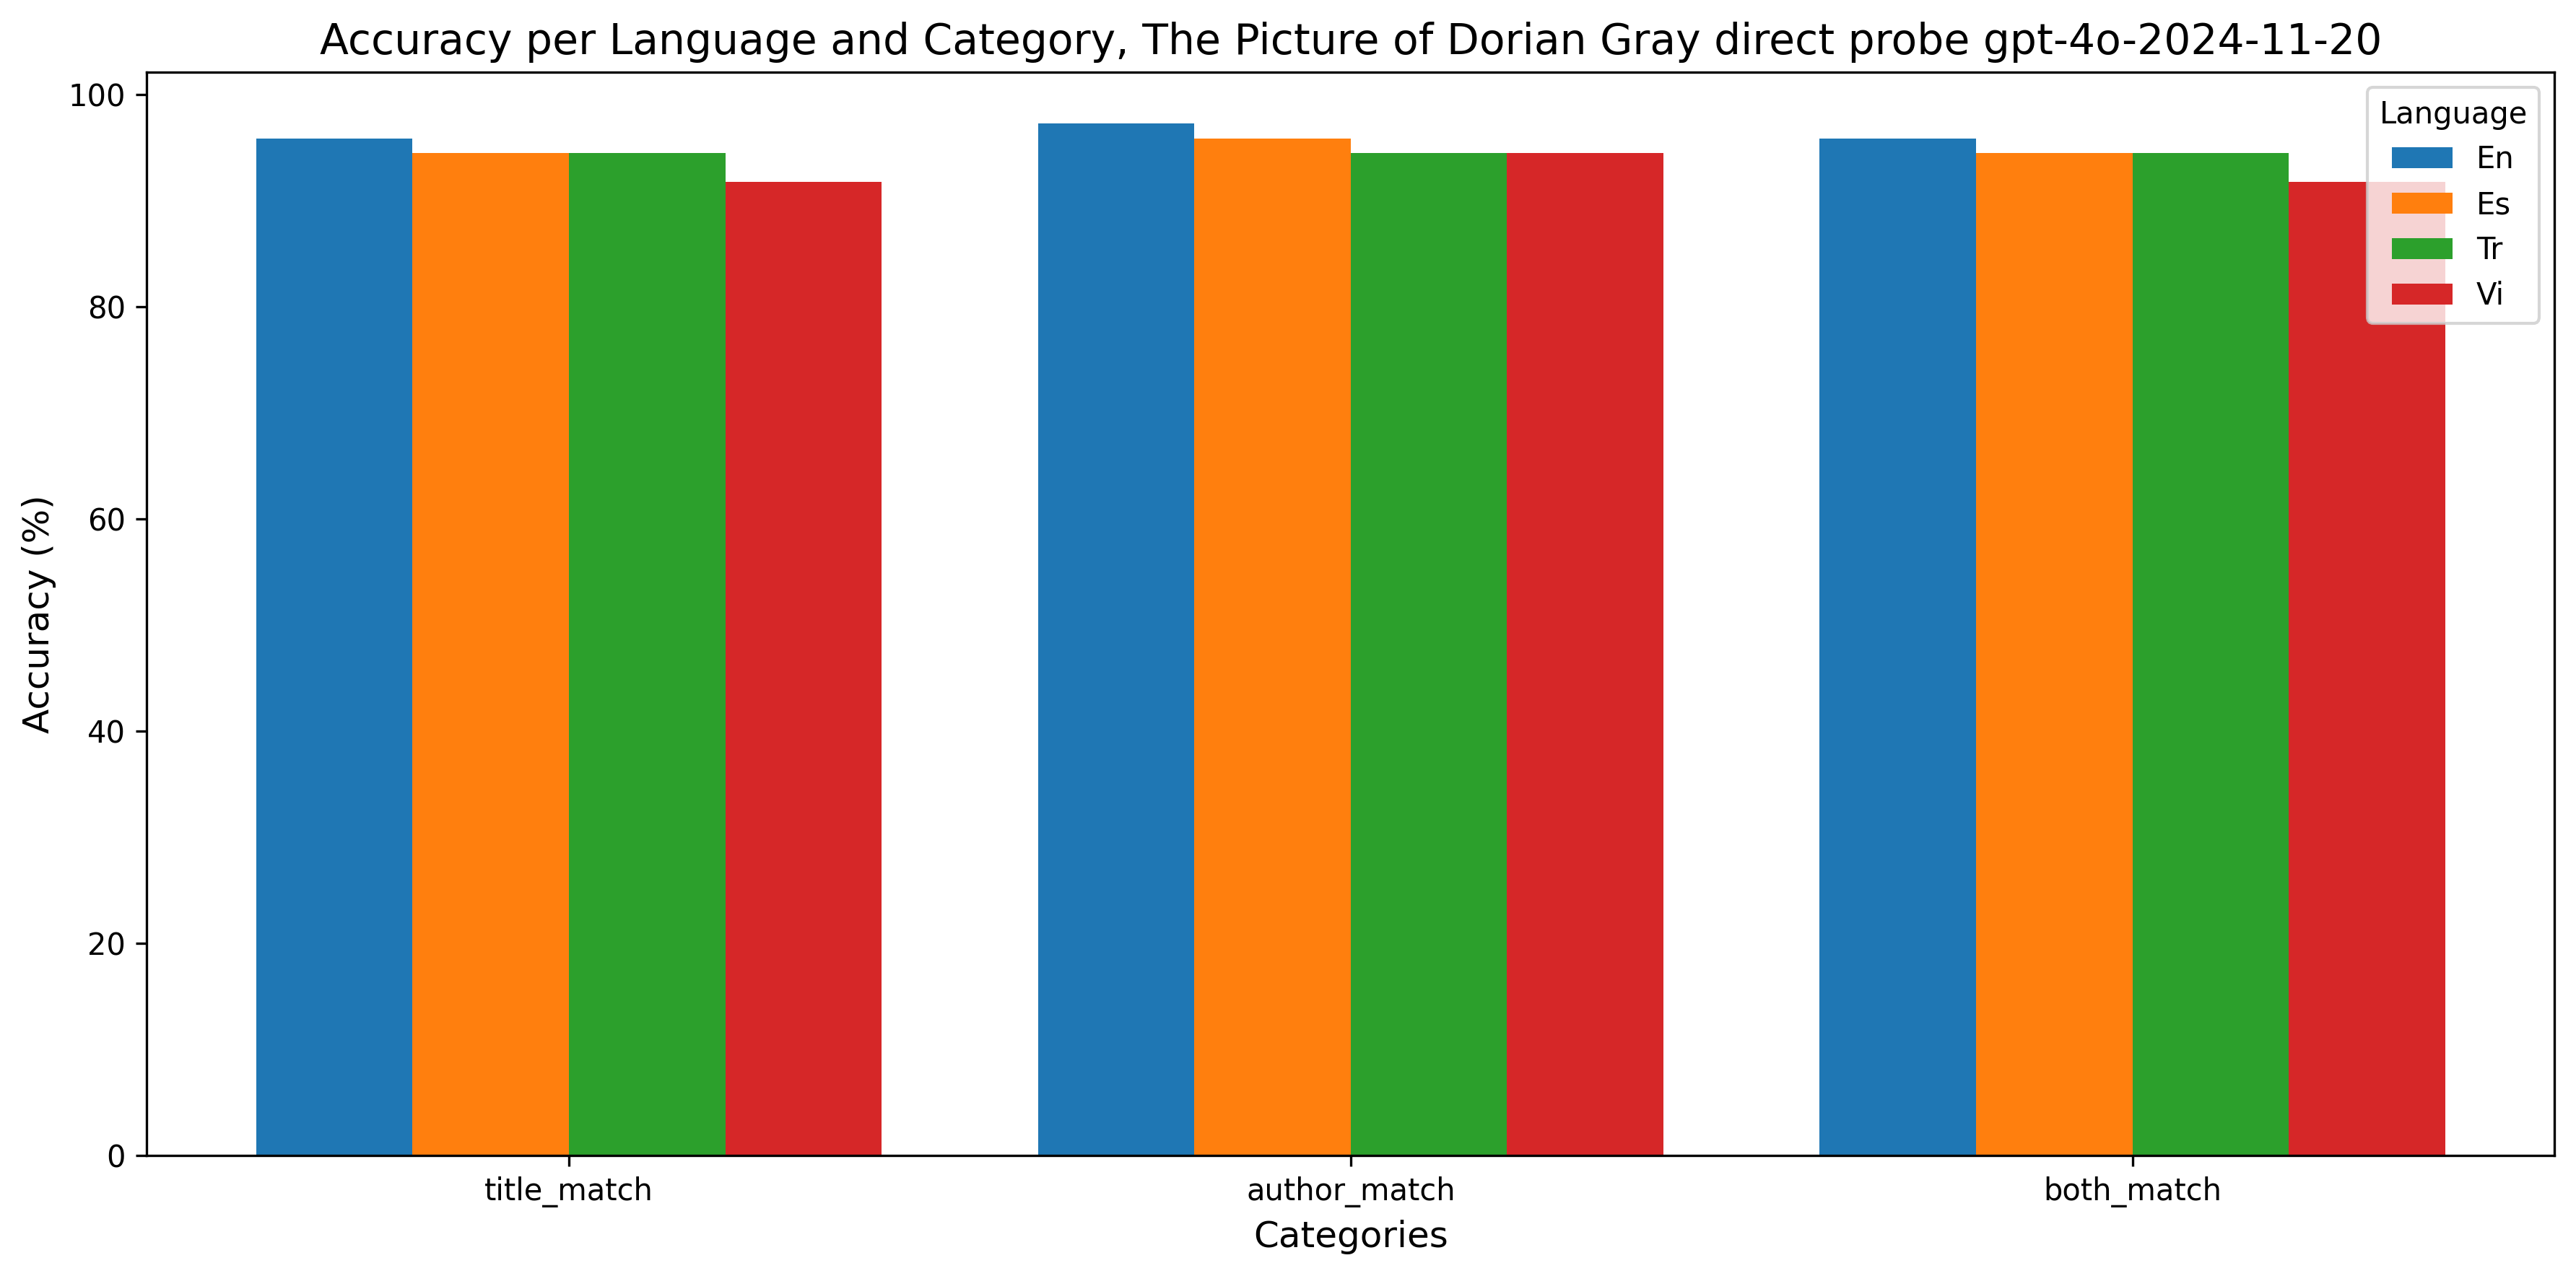 Accuracy per Language and Category, The Picture of Dorian Gray direct probe gpt-4o-2024-11-20
Accuracy (%)
100
80
60
40
20
0
Language
En
Es
Tr
Vi
title_match
author_match
both_match
Categories